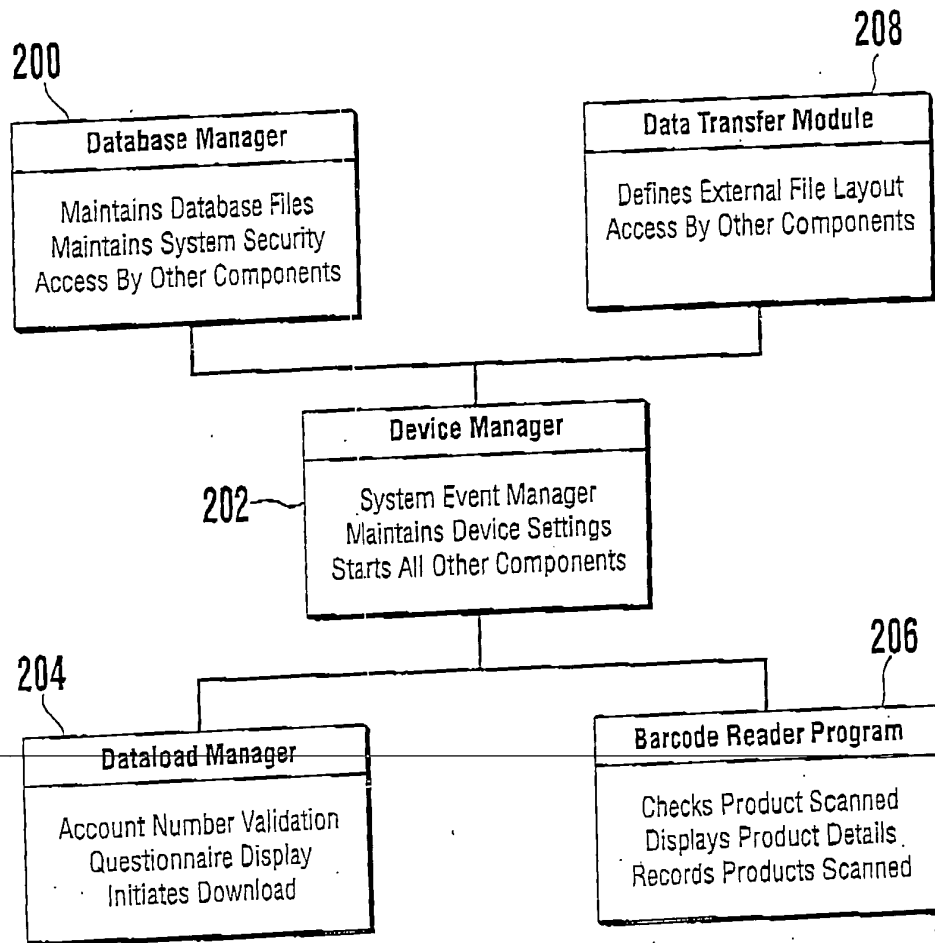 200
Database Manager
Maintains Database Files
Maintains System Security
Access By Other Components
208
Data Transfer Module
Defines External File Layout
Access By Other Components
Device Manager
202
System Event Manager
Maintains Device Settings
Starts All Other Components
204
Dataload Manager
Account Number Validation
Questionnaire Display
Initiates Download
206
Barcode Reader Program
Checks Product Scanned
Displays Product Details
Records Products Scanned